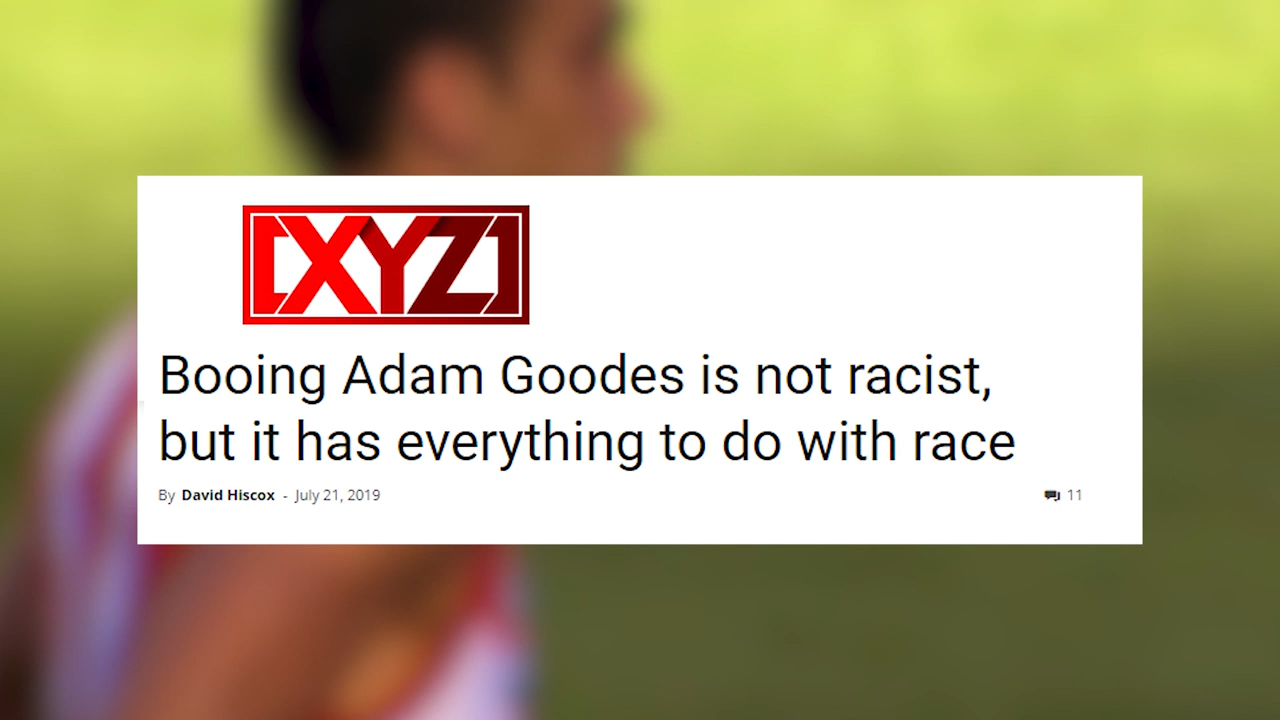 [XYZ]
Booing Adam Goodes is not racist,
but it has everything to do with race
By David Hiscox - July 21, 2019 11